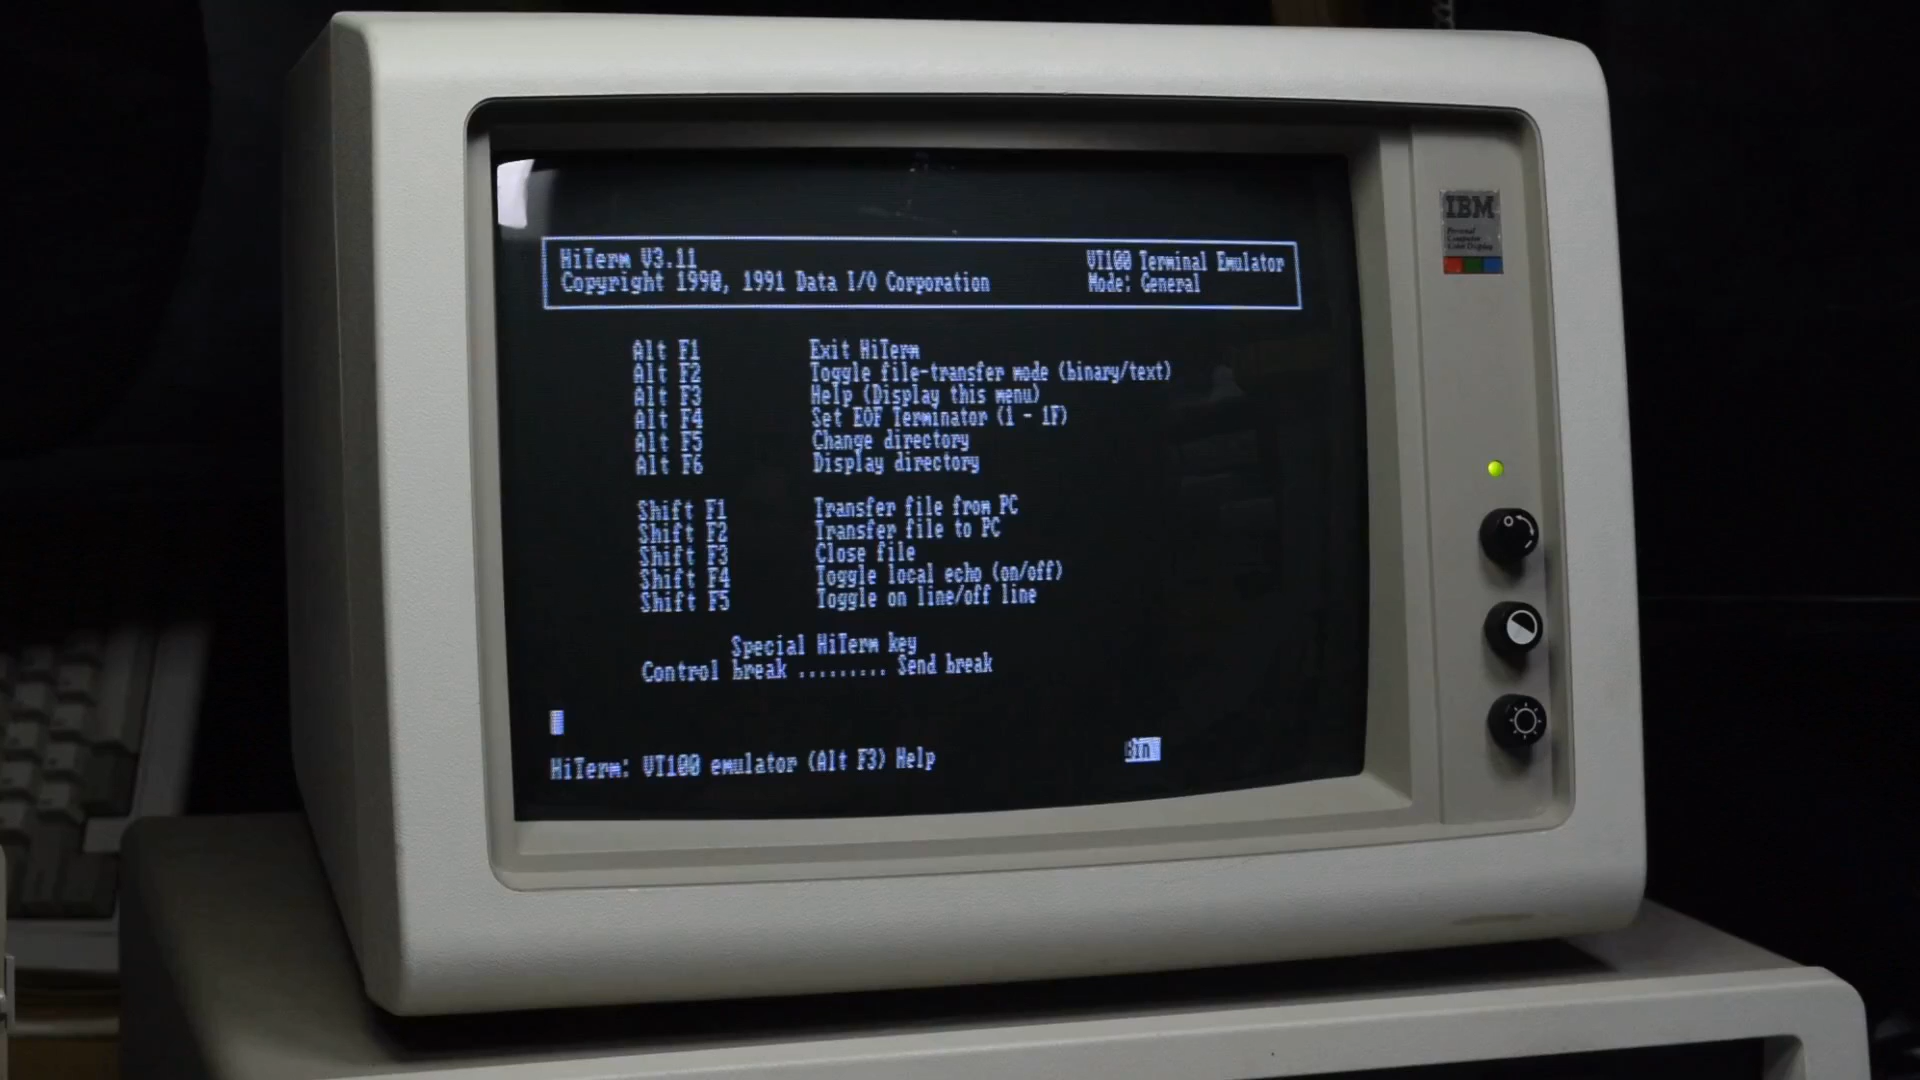 HiTerm V3.11
VT100 Terminal Emulator
Copyright 1990, 1991 Data I/O Corporation
Mode: General
Alt F1 Exit HiTerm
Alt F2 Toggle file-transfer mode (binary/text)
Alt F3 Help (Display this menu)
Alt F4 Set EOF Terminator (1 - 1F)
Alt F5 Change directory
Alt F6 Display directory
Shift F1 Transfer file from PC
Shift F2 Transfer file to PC
Shift F3 Close file
Shift F4 Toggle local echo (on/off)
Shift F5 Toggle on line/off line
Special HiTerm key
Control break ......... Send break
HiTerm: VT100 emulator (Alt F3) Help
Bin
IBM
Personal
Computer
Color Display